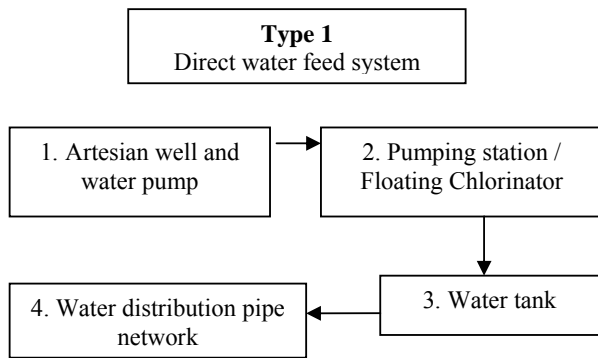 Type 1
Direct water feed system
1. Artesian well and
water pump
2. Pumping station /
Floating Chlorinator
3. Water tank
4. Water distribution pipe
network